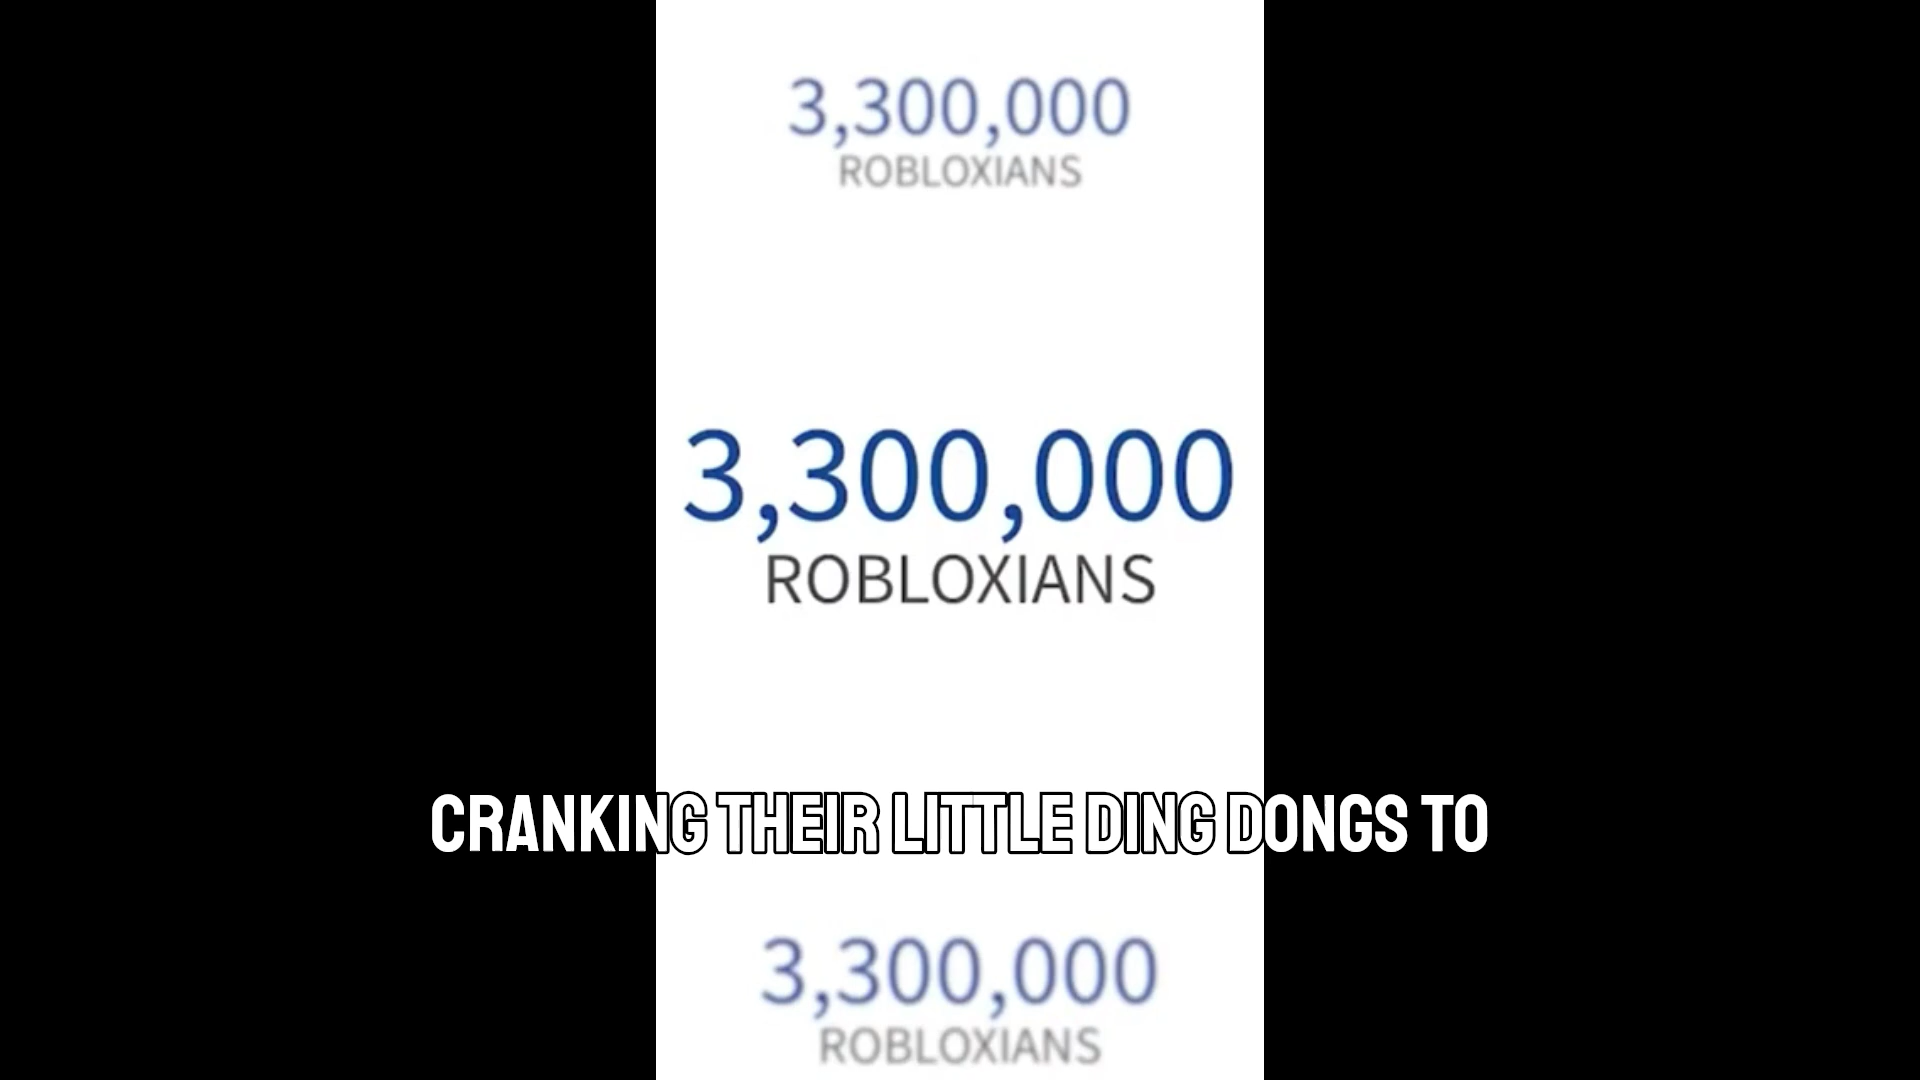 3,300,000
ROBLOXIANS
3,300,000
ROBLOXIANS
CRANKING THEIR LITTLE DING DONGS TO
3,300,000
ROBLOXIANS